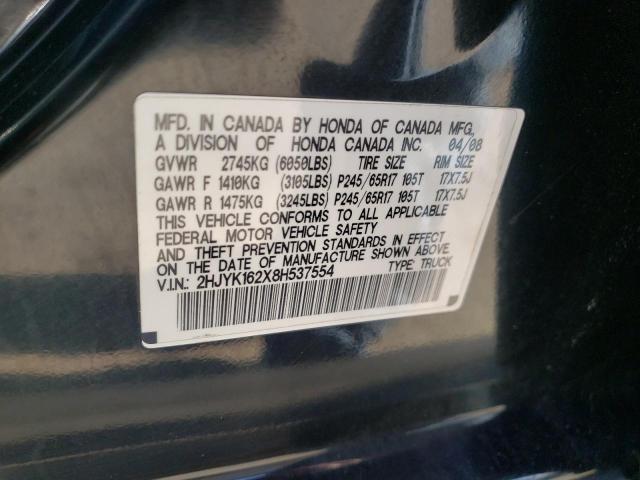 MFD. IN CANADA BY HONDA OF CANADA MFG.,
A DIVISION OF HONDA CANADA INC. 04/08
GVWR 2745KG (6050LBS) TIRE SIZE RIM SIZE
GAWR F 1410KG (3105LBS) P245/65R17 105T 17X7.5J
GAWR R 1475KG (3245LBS) P245/65R17 105T 17X7.5J
THIS VEHICLE CONFORMS TO ALL APPLICABLE
FEDERAL MOTOR VEHICLE SAFETY
AND THEFT PREVENTION STANDARDS IN EFFECT
ON THE DATE OF MANUFACTURE SHOWN ABOVE.
V.I.N.: 2HJYK162X8H537554 TYPE: TRUCK